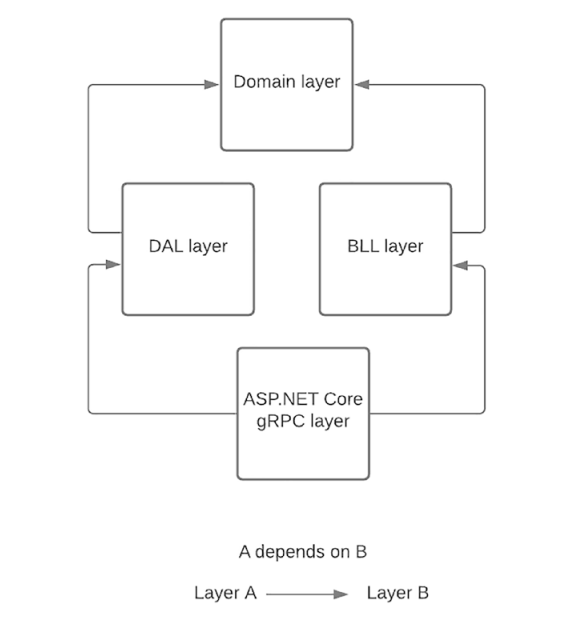 Domain layer
DAL layer
BLL layer
ASP.NET Core
gRPC layer
A depends on B
Layer A
Layer B